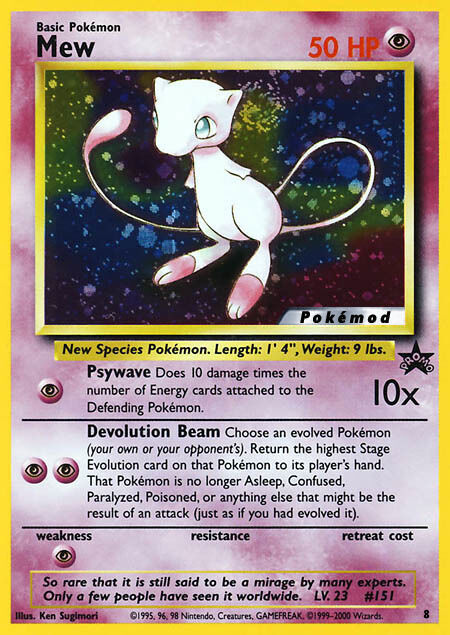 Basic Pokémon
Mew
50 HP
Pokémod
New Species Pokémon. Length: 1' 4", Weight: 9 lbs.
PROMO
Psywave Does 10 damage times the
number of Energy cards attached to the
Defending Pokémon.
10x
Devolution Beam Choose an evolved Pokémon
(your own or your opponent's). Return the highest Stage
Evolution card on that Pokémon to its player's hand.
That Pokémon is no longer Asleep, Confused,
Paralyzed, Poisoned, or anything else that might be the
result of an attack (just as if you had evolved it).
weakness resistance retreat cost
So rare that it is still said to be a mirage by many experts.
Only a few people have seen it worldwide. LV. 23 #151
Illus. Ken Sugimori ©1995, 96, 98 Nintendo, Creatures, GAMEFREAK. ©1999-2000 Wizards. 8